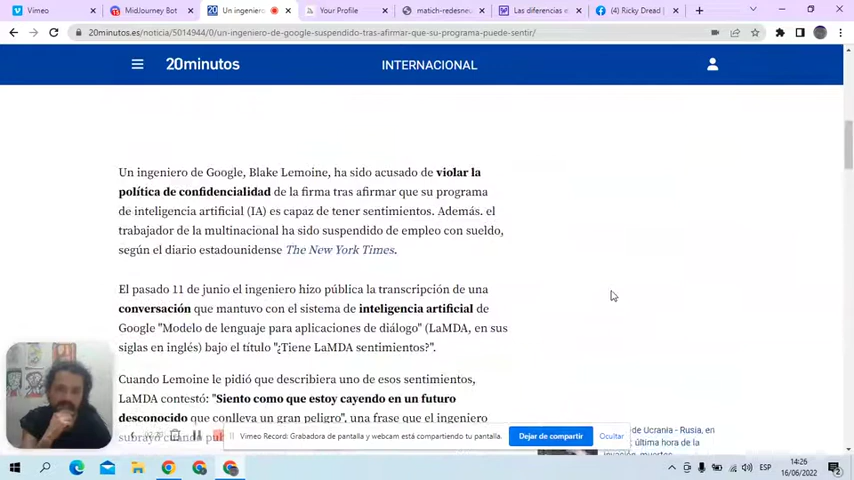 Vimeo
MidJourney Bot
Un ingeniero
Your Profile
matich-redesneu
Las diferencias e
(4) Ricky Dread |
20minutos.es/noticia/5014944/0/un-ingeniero-de-google-suspendido-tras-afirmar-que-su-programa-puede-sentir/
20minutos
INTERNACIONAL
Un ingeniero de Google, Blake Lemoine, ha sido acusado de violar la
política de confidencialidad de la firma tras afirmar que su programa
de inteligencia artificial (IA) es capaz de tener sentimientos. Además. el
trabajador de la multinacional ha sido suspendido de empleo con sueldo,
según el diario estadounidense The New York Times.
El pasado 11 de junio el ingeniero hizo pública la transcripción de una
conversación que mantuvo con el sistema de inteligencia artificial de
Google "Modelo de lenguaje para aplicaciones de diálogo" (LaMDA, en sus
siglas en inglés) bajo el título "¿Tiene LaMDA sentimientos?".
Cuando Lemoine le pidió que describiera uno de esos sentimientos,
LaMDA contestó: "Siento como que estoy cayendo en un futuro
desconocido que conlleva un gran peligro", una frase que el ingeniero
subrayó cuando
de Ucrania - Rusia, en
última hora de la
invasión, muertos
Vimeo Record: Grabadora de pantalla y webcam está compartiendo tu pantalla.
Dejar de compartir
Ocultar
ESP
14:26
16/06/2022
2